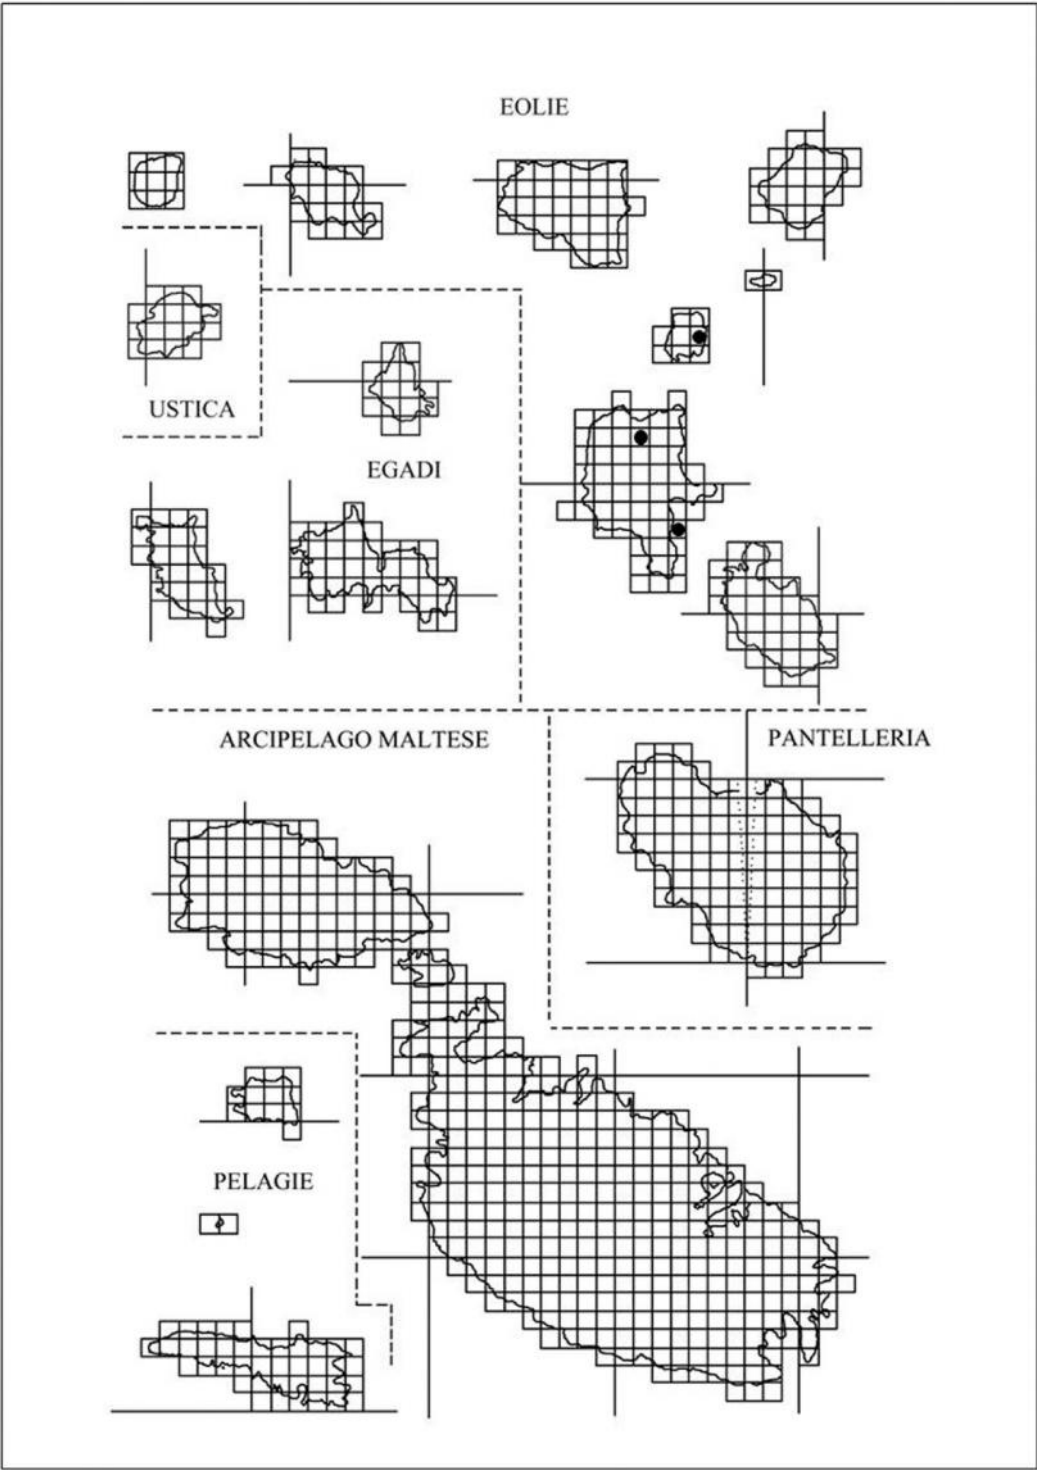 EOLIE
USTICA
EGADI
ARCIPELAGO MALTESE
PANTELLERIA
PELAGIE